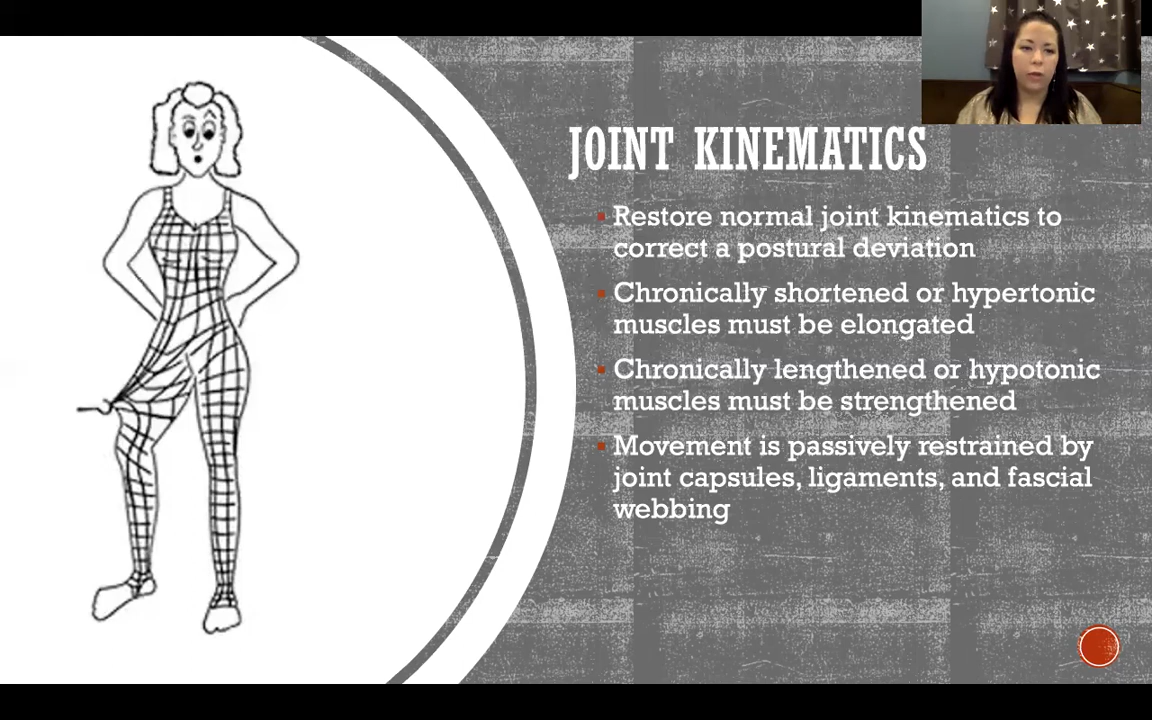 JOINT KINEMATICS
Restore normal joint kinematics to
correct a postural deviation
Chronically shortened or hypertonic
muscles must be elongated
Chronically lengthened or hypotonic
muscles must be strengthened
Movement is passively restrained by
joint capsules, ligaments, and fascial
webbing